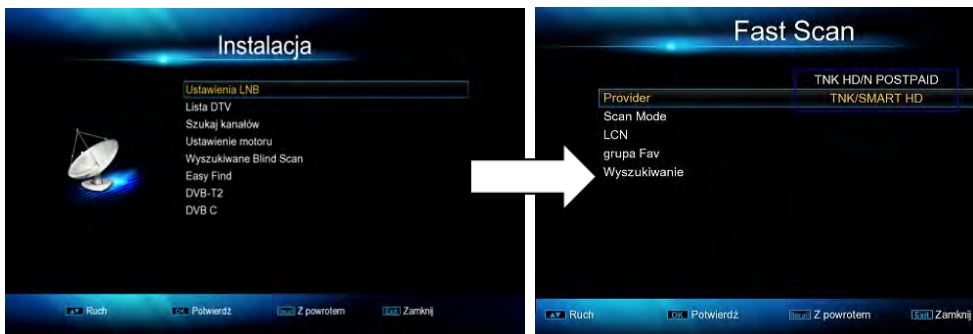 Instalacja
Ustawienia LNB
Lista DTV
Szukaj kanałów
Ustawienie motoru
Wyszukiwane Blind Scan
Easy Find
DVB-T2
DVB C
Ruch OK Potwierdź Recall Z powrotem Exit Zamknij
Fast Scan
TNK HD/N POSTPAID
Provider TNK/SMART HD
Scan Mode
LCN
grupa Fav
Wyszukiwanie
Ruch OK Potwierdź Recall Z powrotem Exit Zamknij